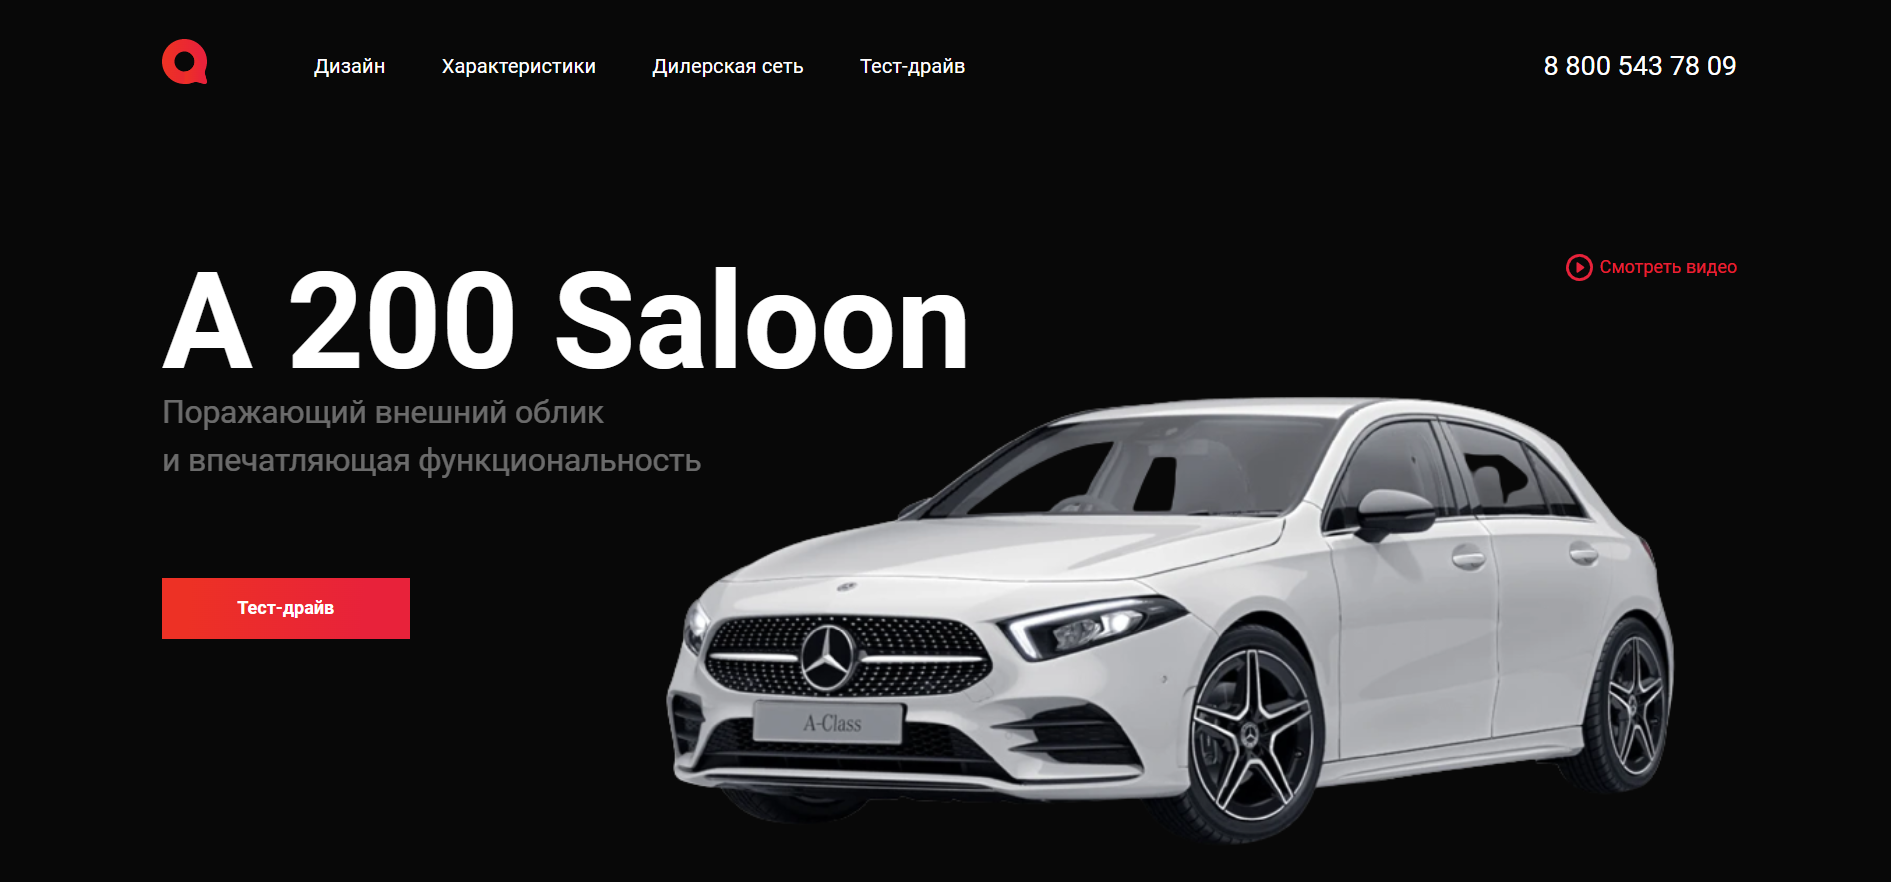 Дизайн Характеристики Дилерская сеть Тест-драйв 8 800 543 78 09
Смотреть видео
A 200 Saloon
Поражающий внешний облик
и впечатляющая функциональность
Тест-драйв
A-Class